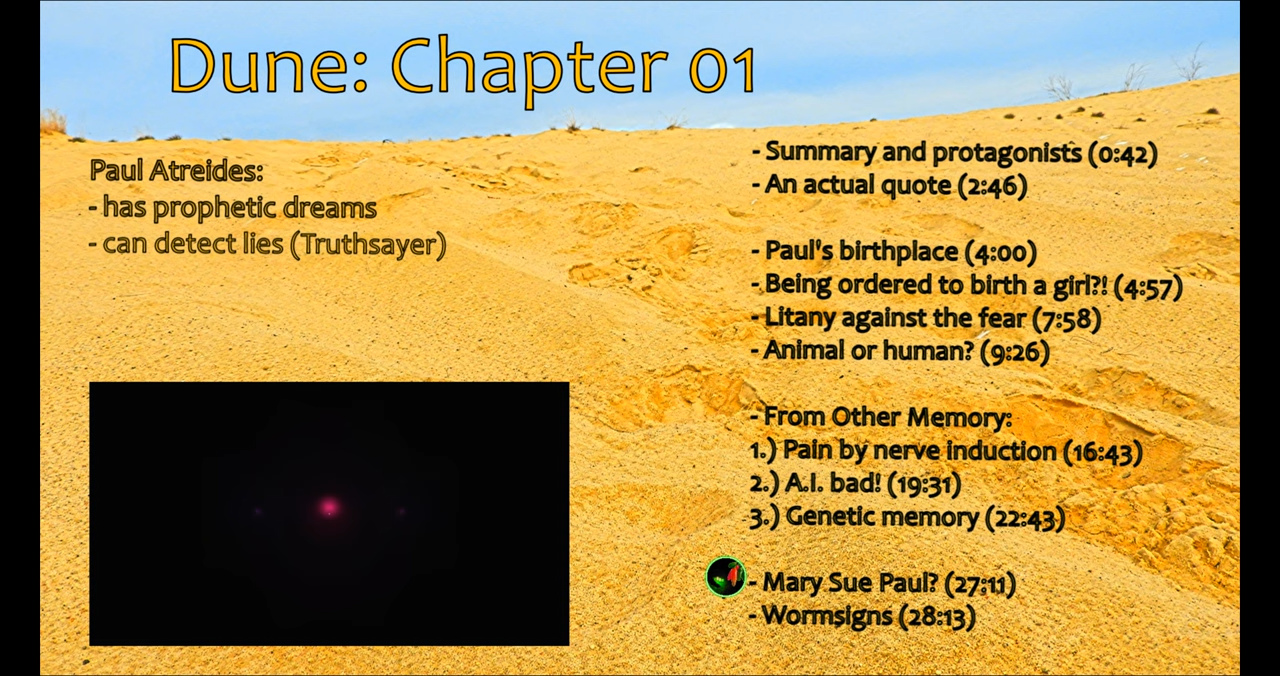 Dune: Chapter 01
Paul Atreides:
- has prophetic dreams
- can detect lies (Truthsayer)
- Summary and protagonists (0:42)
- An actual quote (2:46)
- Paul's birthplace (4:00)
- Being ordered to birth a girl?! (4:57)
- Litany against the fear (7:58)
- Animal or human? (9:26)
- From Other Memory:
1.) Pain by nerve induction (16:43)
2.) A.I. bad! (19:31)
3.) Genetic memory (22:43)
- Mary Sue Paul? (27:11)
- Wormsigns (28:13)